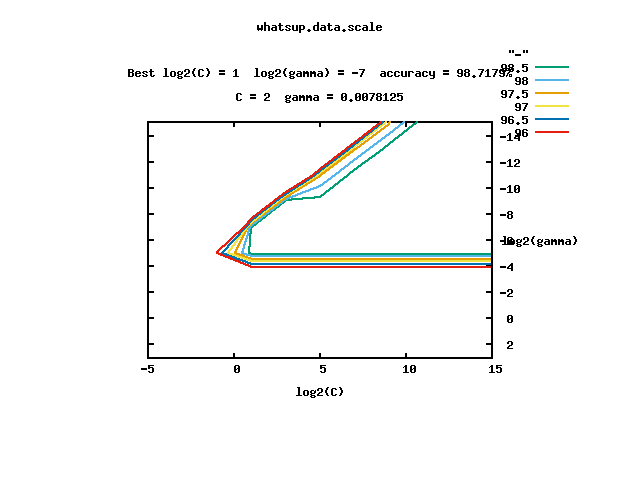 whatsup.data.scale
"-"
Best log2(C) = 1  log2(gamma) = -7  accuracy = 98.7179%
98.5
98
C = 2  gamma = 0.0078125
97.5
97
96.5
96
-14
-12
-10
-8
-6
log2(gamma)
-4
-2
0
2
-5 0 5 10 15
log2(C)